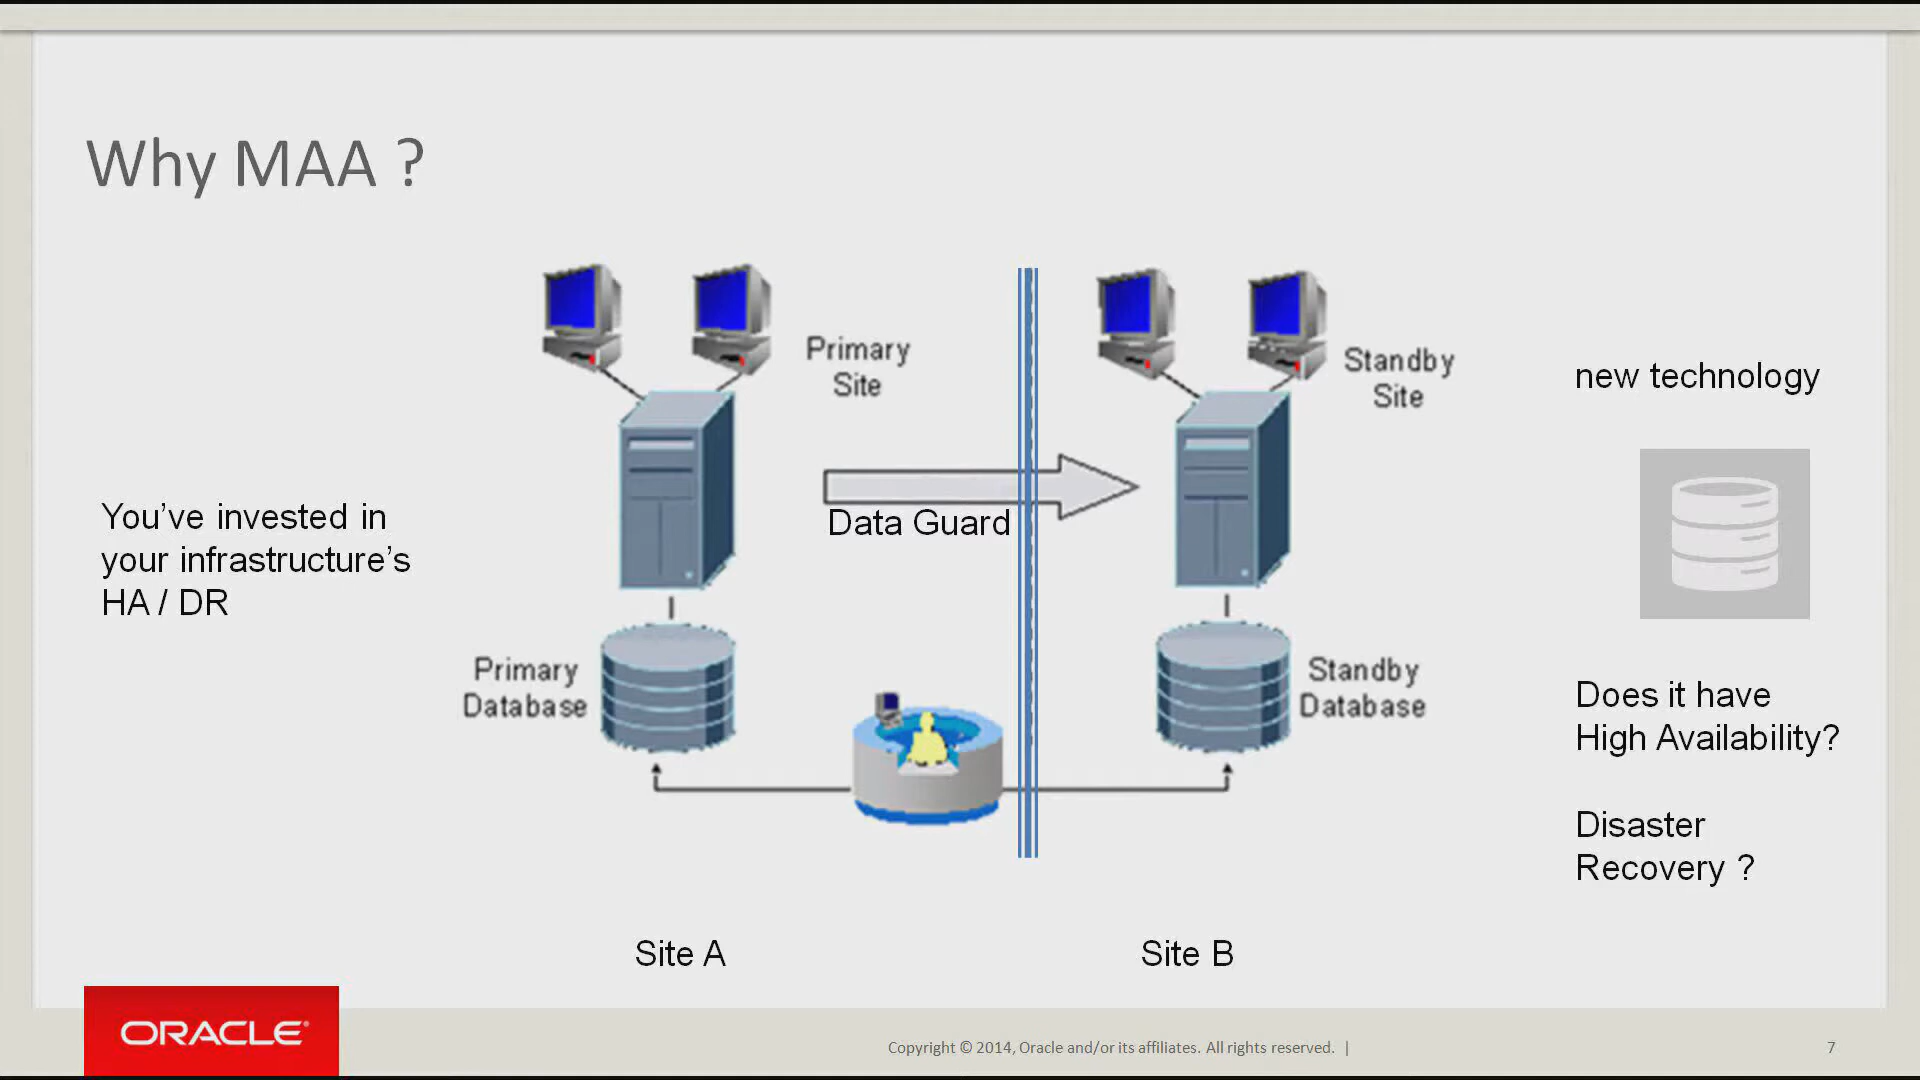 Why MAA ?
You've invested in
your infrastructure's
HA / DR
Primary
Site
Data Guard
Primary
Database
Site A
Standby
Site
Standby
Database
Site B
new technology
Does it have
High Availability?
Disaster
Recovery ?
ORACLE®
Copyright © 2014, Oracle and/or its affiliates. All rights reserved. |
7